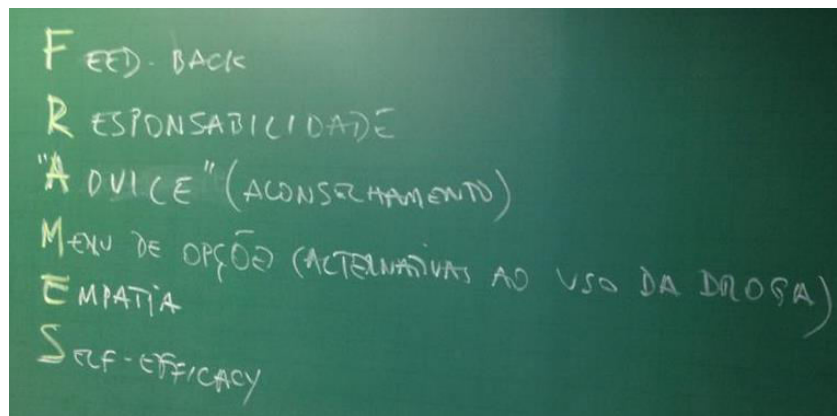 FEED-BACK
RESPONSABILIDADE
"ADVICE" (ACONSELHAMENTO)
MENU DE OPÇÕES (ALTERNATIVAS AO USO DA DROGA)
EMPATIA
SELF-EFFICACY